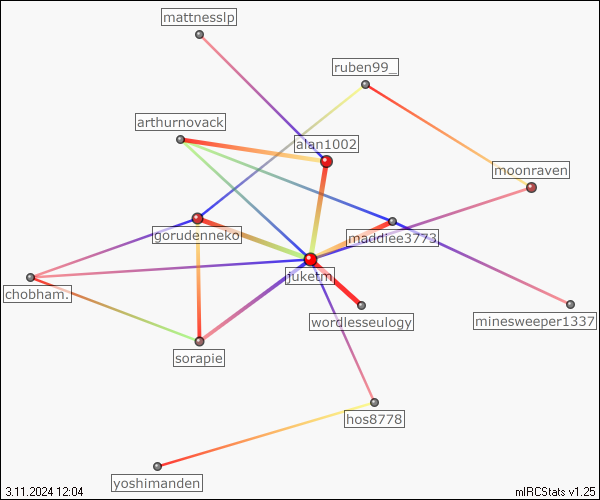 mattnesslp
ruben99_
arthurnovack
alan1002
moonraven
gorudenneko
maddiee3773
juketm
chobham.
wordlesseulogy
minesweeper1337
sorapie
hos8778
yoshimanden
3.11.2024 12:04
mIRCStats v1.25